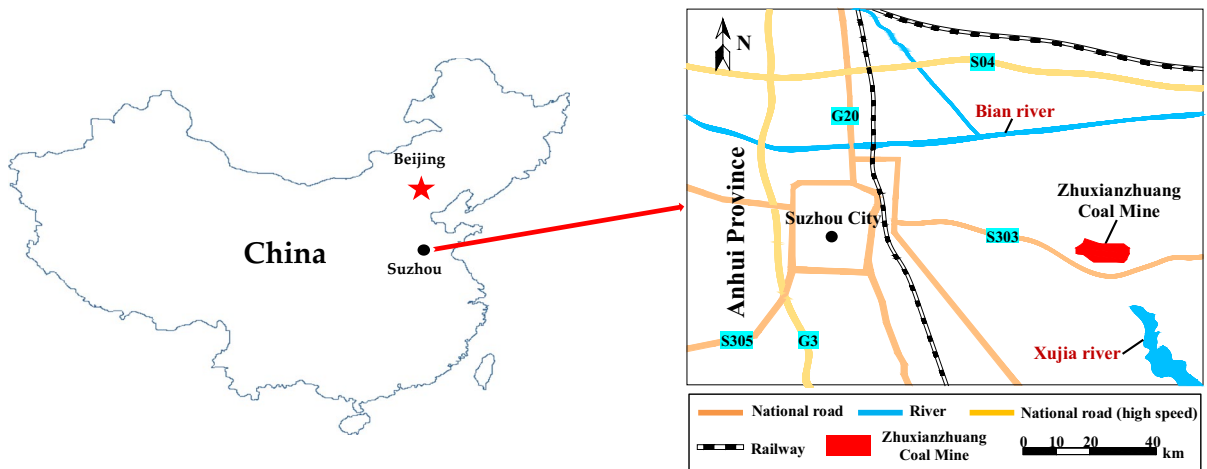 Beijing
China
Suzhou
N
S04
G20
Bian river
Anhui Province
Zhuxianzhuang
Coal Mine
Suzhou City
S303
S305
G3
Xujia river
National road
River
National road (high speed)
Railway
Zhuxianzhuang
Coal Mine
0 10 20 40
km